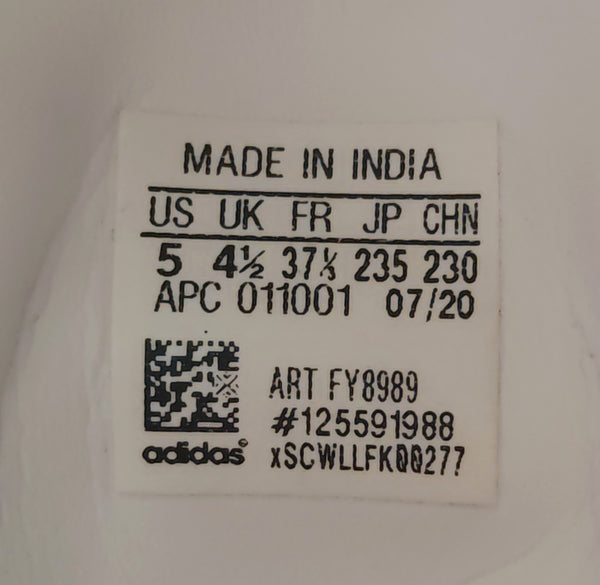 MADE IN INDIA
US UK FR JP CHN
5 4½ 37⅓ 235 230
APC 011001 07/20
ART FY8989
#125591988
adidas® xSCWLLFK00277